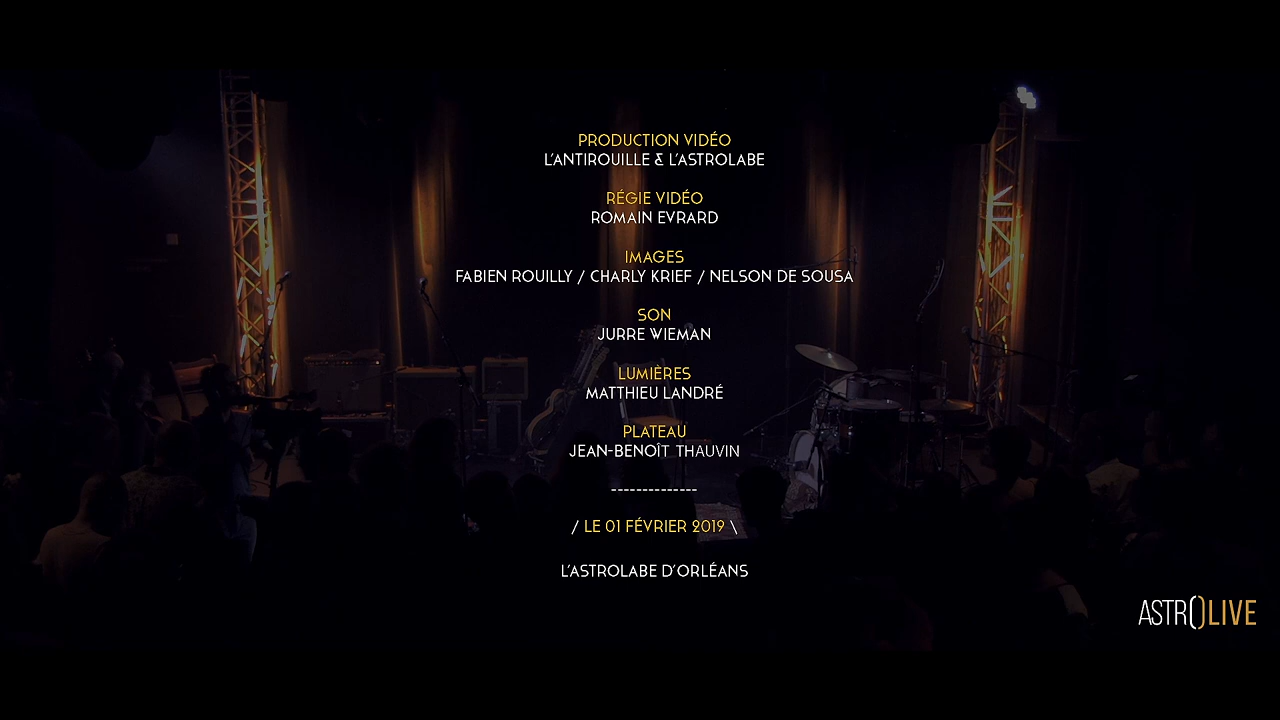 PRODUCTION VIDÉO
L'ANTIROUILLE & L'ASTROLABE
RÉGIE VIDÉO
ROMAIN EVRARD
IMAGES
FABIEN ROUILLY / CHARLY KRIEF / NELSON DE SOUSA
SON
JURRE WIEMAN
LUMIÈRES
MATTHIEU LANDRÉ
PLATEAU
JEAN-BENOÎT THAUVIN
--------------
/ LE 01 FÉVRIER 2019 \
L'ASTROLABE D'ORLÉANS
ASTR()LIVE